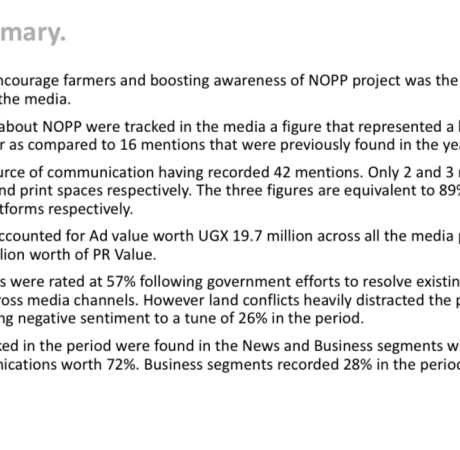 mary.
ncourage farmers and boosting awareness of NOPP project was the
the media.
about NOPP were tracked in the media a figure that represented a
r as compared to 16 mentions that were previously found in the yea
urce of communication having recorded 42 mentions. Only 2 and 3
nd print spaces respectively. The three figures are equivalent to 89%
tforms respectively.
ccounted for Ad value worth UGX 19.7 million across all the media p
lion worth of PR Value.
s were rated at 57% following government efforts to resolve existin
ross media channels. However land conflicts heavily distracted the p
ng negative sentiment to a tune of 26% in the period.
ked in the period were found in the News and Business segments w
nications worth 72%. Business segments recorded 28% in the period